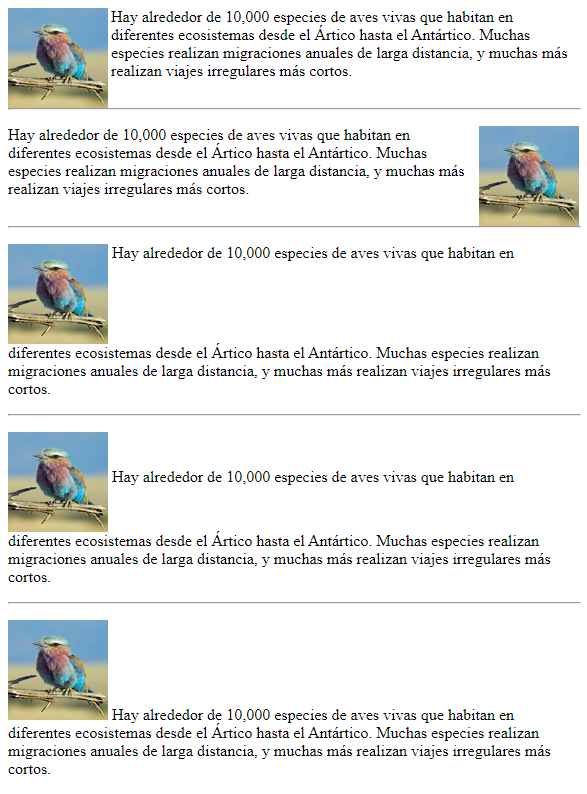 Hay alrededor de 10,000 especies de aves vivas que habitan en
diferentes ecosistemas desde el Ártico hasta el Antártico. Muchas
especies realizan migraciones anuales de larga distancia, y muchas más
realizan viajes irregulares más cortos.
Hay alrededor de 10,000 especies de aves vivas que habitan en
diferentes ecosistemas desde el Ártico hasta el Antártico. Muchas
especies realizan migraciones anuales de larga distancia, y muchas más
realizan viajes irregulares más cortos.
Hay alrededor de 10,000 especies de aves vivas que habitan en
diferentes ecosistemas desde el Ártico hasta el Antártico. Muchas especies realizan
migraciones anuales de larga distancia, y muchas más realizan viajes irregulares más
cortos.
Hay alrededor de 10,000 especies de aves vivas que habitan en
diferentes ecosistemas desde el Ártico hasta el Antártico. Muchas especies realizan
migraciones anuales de larga distancia, y muchas más realizan viajes irregulares más
cortos.
Hay alrededor de 10,000 especies de aves vivas que habitan en
diferentes ecosistemas desde el Ártico hasta el Antártico. Muchas especies realizan
migraciones anuales de larga distancia, y muchas más realizan viajes irregulares más
cortos.